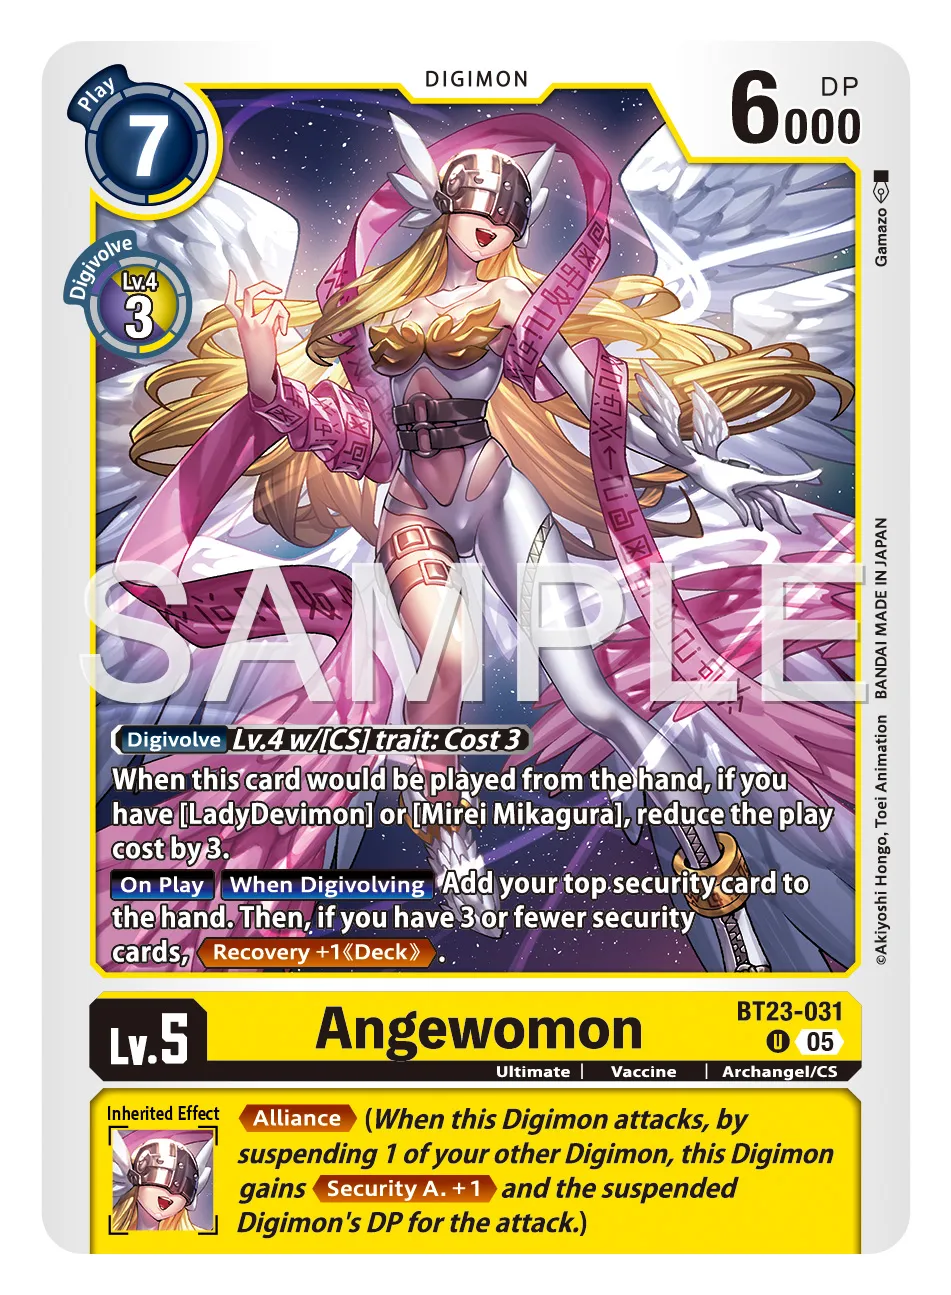 DIGIMON
Play
7
DP
6000
Digivolve
Lv.4
3
Gamazo
SAMPLE
©Akiyoshi Hongo, Toei Animation BANDAI MADE IN JAPAN
Digivolve Lv.4 w/[CS] trait: Cost 3
When this card would be played from the hand, if you
have [LadyDevimon] or [Mirei Mikagura], reduce the play
cost by 3.
On Play When Digivolving Add your top security card to
the hand. Then, if you have 3 or fewer security
cards, Recovery +1《Deck》.
Lv.5
Angewomon
BT23-031
U 05
Ultimate | Vaccine | Archangel/CS
Inherited Effect
Alliance (When this Digimon attacks, by
suspending 1 of your other Digimon, this Digimon
gains Security A. +1 and the suspended
Digimon's DP for the attack.)